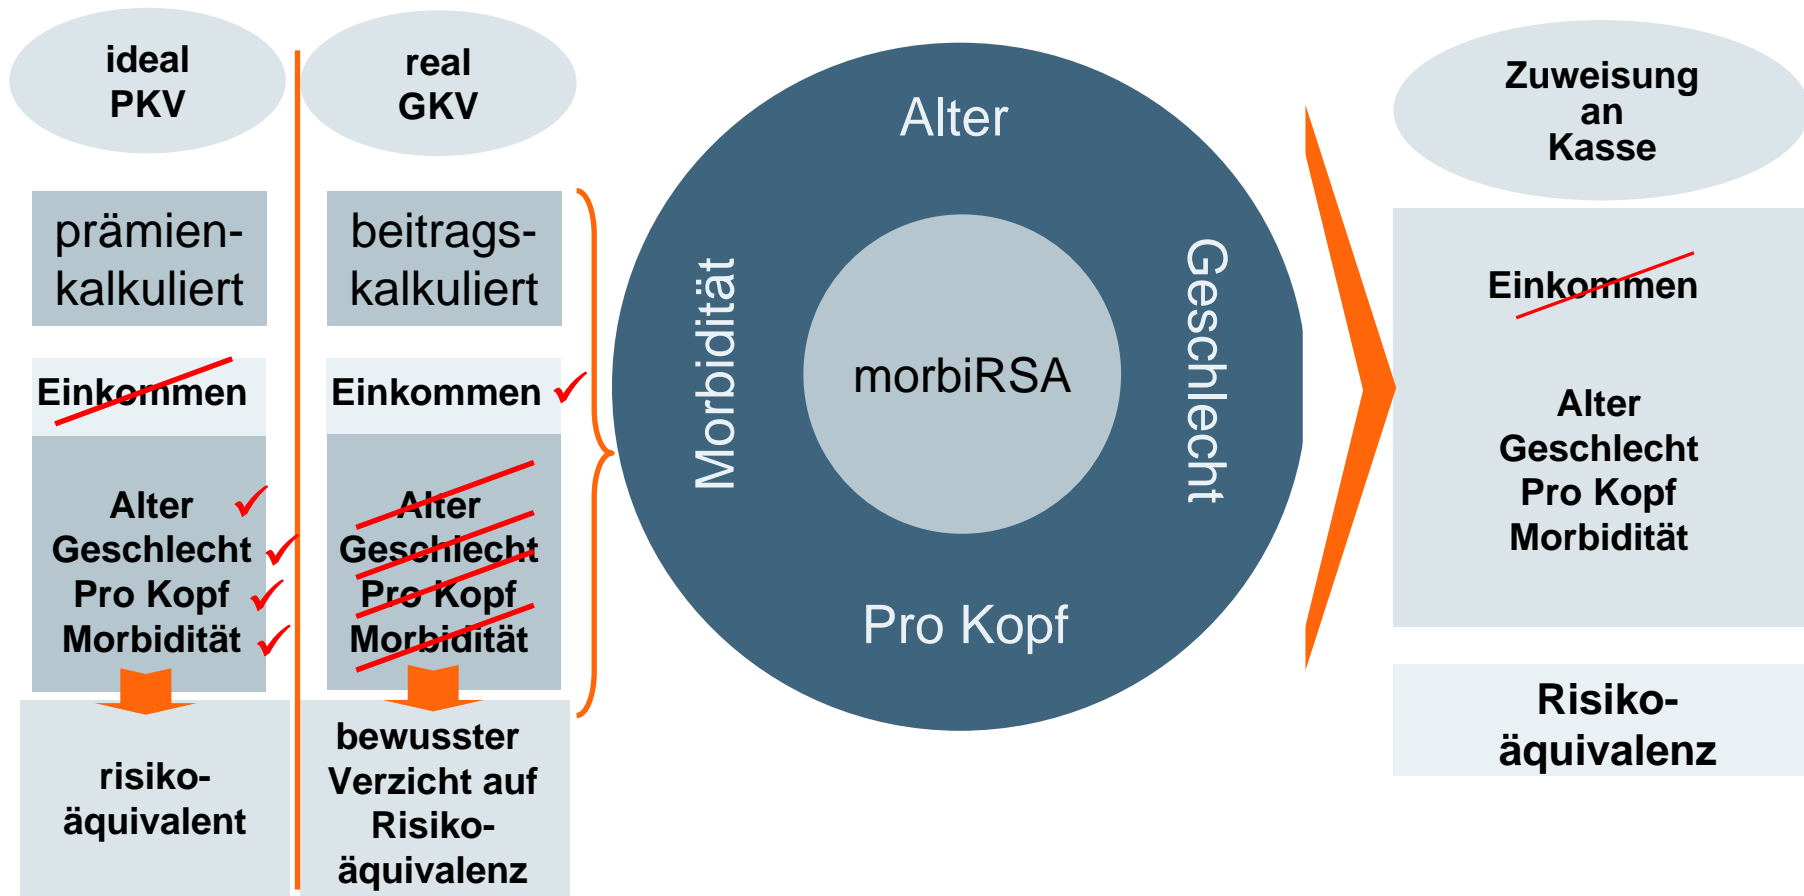 ideal
PKV
prämien-
kalkuliert
Einkommen
Alter
Geschlecht
Pro Kopf
Morbidität
risiko-
äquivalent
real
GKV
beitrags-
kalkuliert
Einkommen
Alter
Geschlecht
Pro Kopf
Morbidität
bewusster
Verzicht auf
Risiko-
äquivalenz
Alter
Morbidität
morbiRSA
Geschlecht
Pro Kopf
Zuweisung
an
Kasse
Einkommen
Alter
Geschlecht
Pro Kopf
Morbidität
Risiko-
äquivalenz